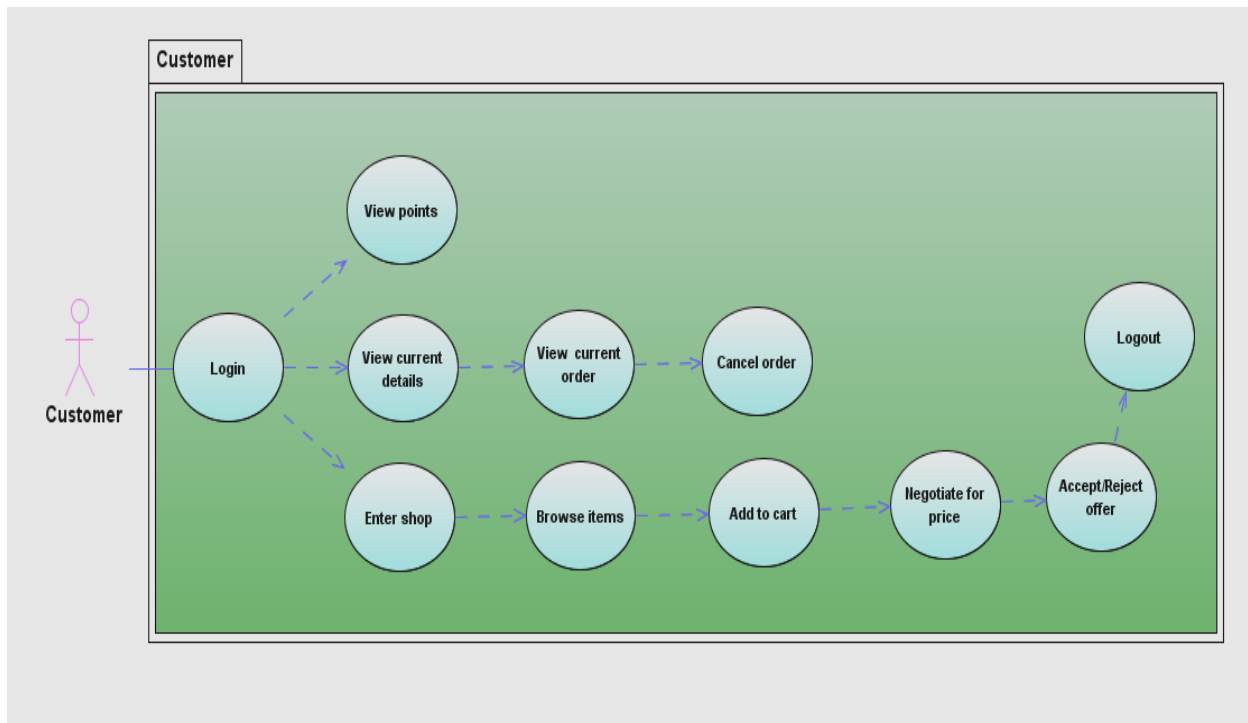 Customer
View points
Login
View current
details
View current
order
Cancel order
Logout
Customer
Enter shop
Browse items
Add to cart
Negotiate for
price
Accept/Reject
offer